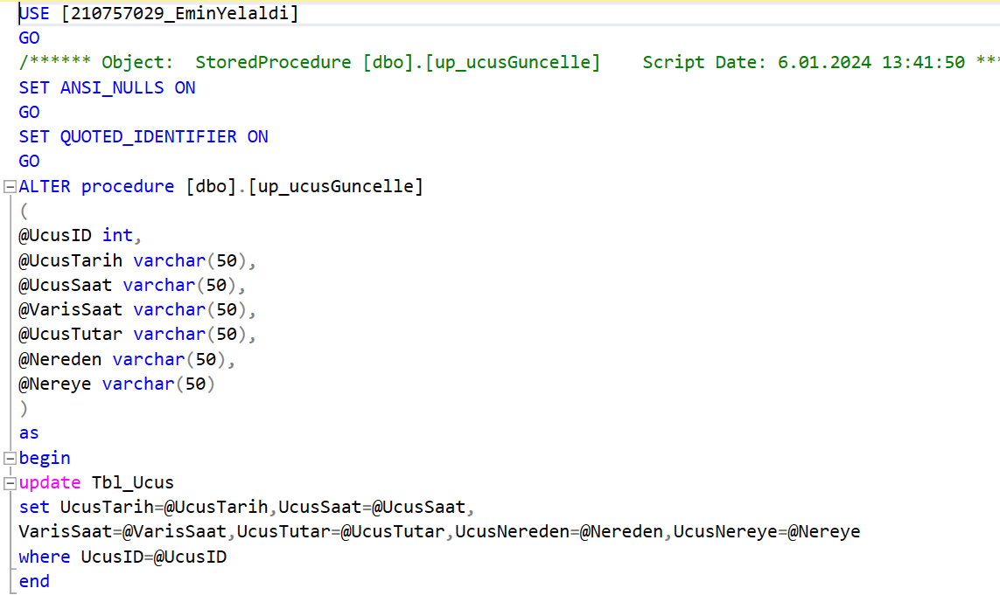 USE [210757029_EminYelaldi]
GO
/****** Object:  StoredProcedure [dbo].[up_ucusGuncelle]    Script Date: 6.01.2024 13:41:50 ***
SET ANSI_NULLS ON
GO
SET QUOTED_IDENTIFIER ON
GO
ALTER procedure [dbo].[up_ucusGuncelle]
(
@UcusID int,
@UcusTarih varchar(50),
@UcusSaat varchar(50),
@VarisSaat varchar(50),
@UcusTutar varchar(50),
@Nereden varchar(50),
@Nereye varchar(50)
)
as
begin
update Tbl_Ucus
set UcusTarih=@UcusTarih,UcusSaat=@UcusSaat,
VarisSaat=@VarisSaat,UcusTutar=@UcusTutar,UcusNereden=@Nereden,UcusNereye=@Nereye
where UcusID=@UcusID
end